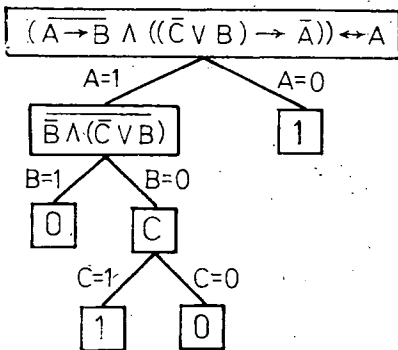 (A̅→̅B̅ ∧ ((C̅ ∨ B) → A̅)) ↔ A
A=1 A=0
B̅ ∧ (̅C̅̅ ̅∨̅ ̅B̅)̅
1
B=1 B=0
0
C
C=1 C=0
1
0